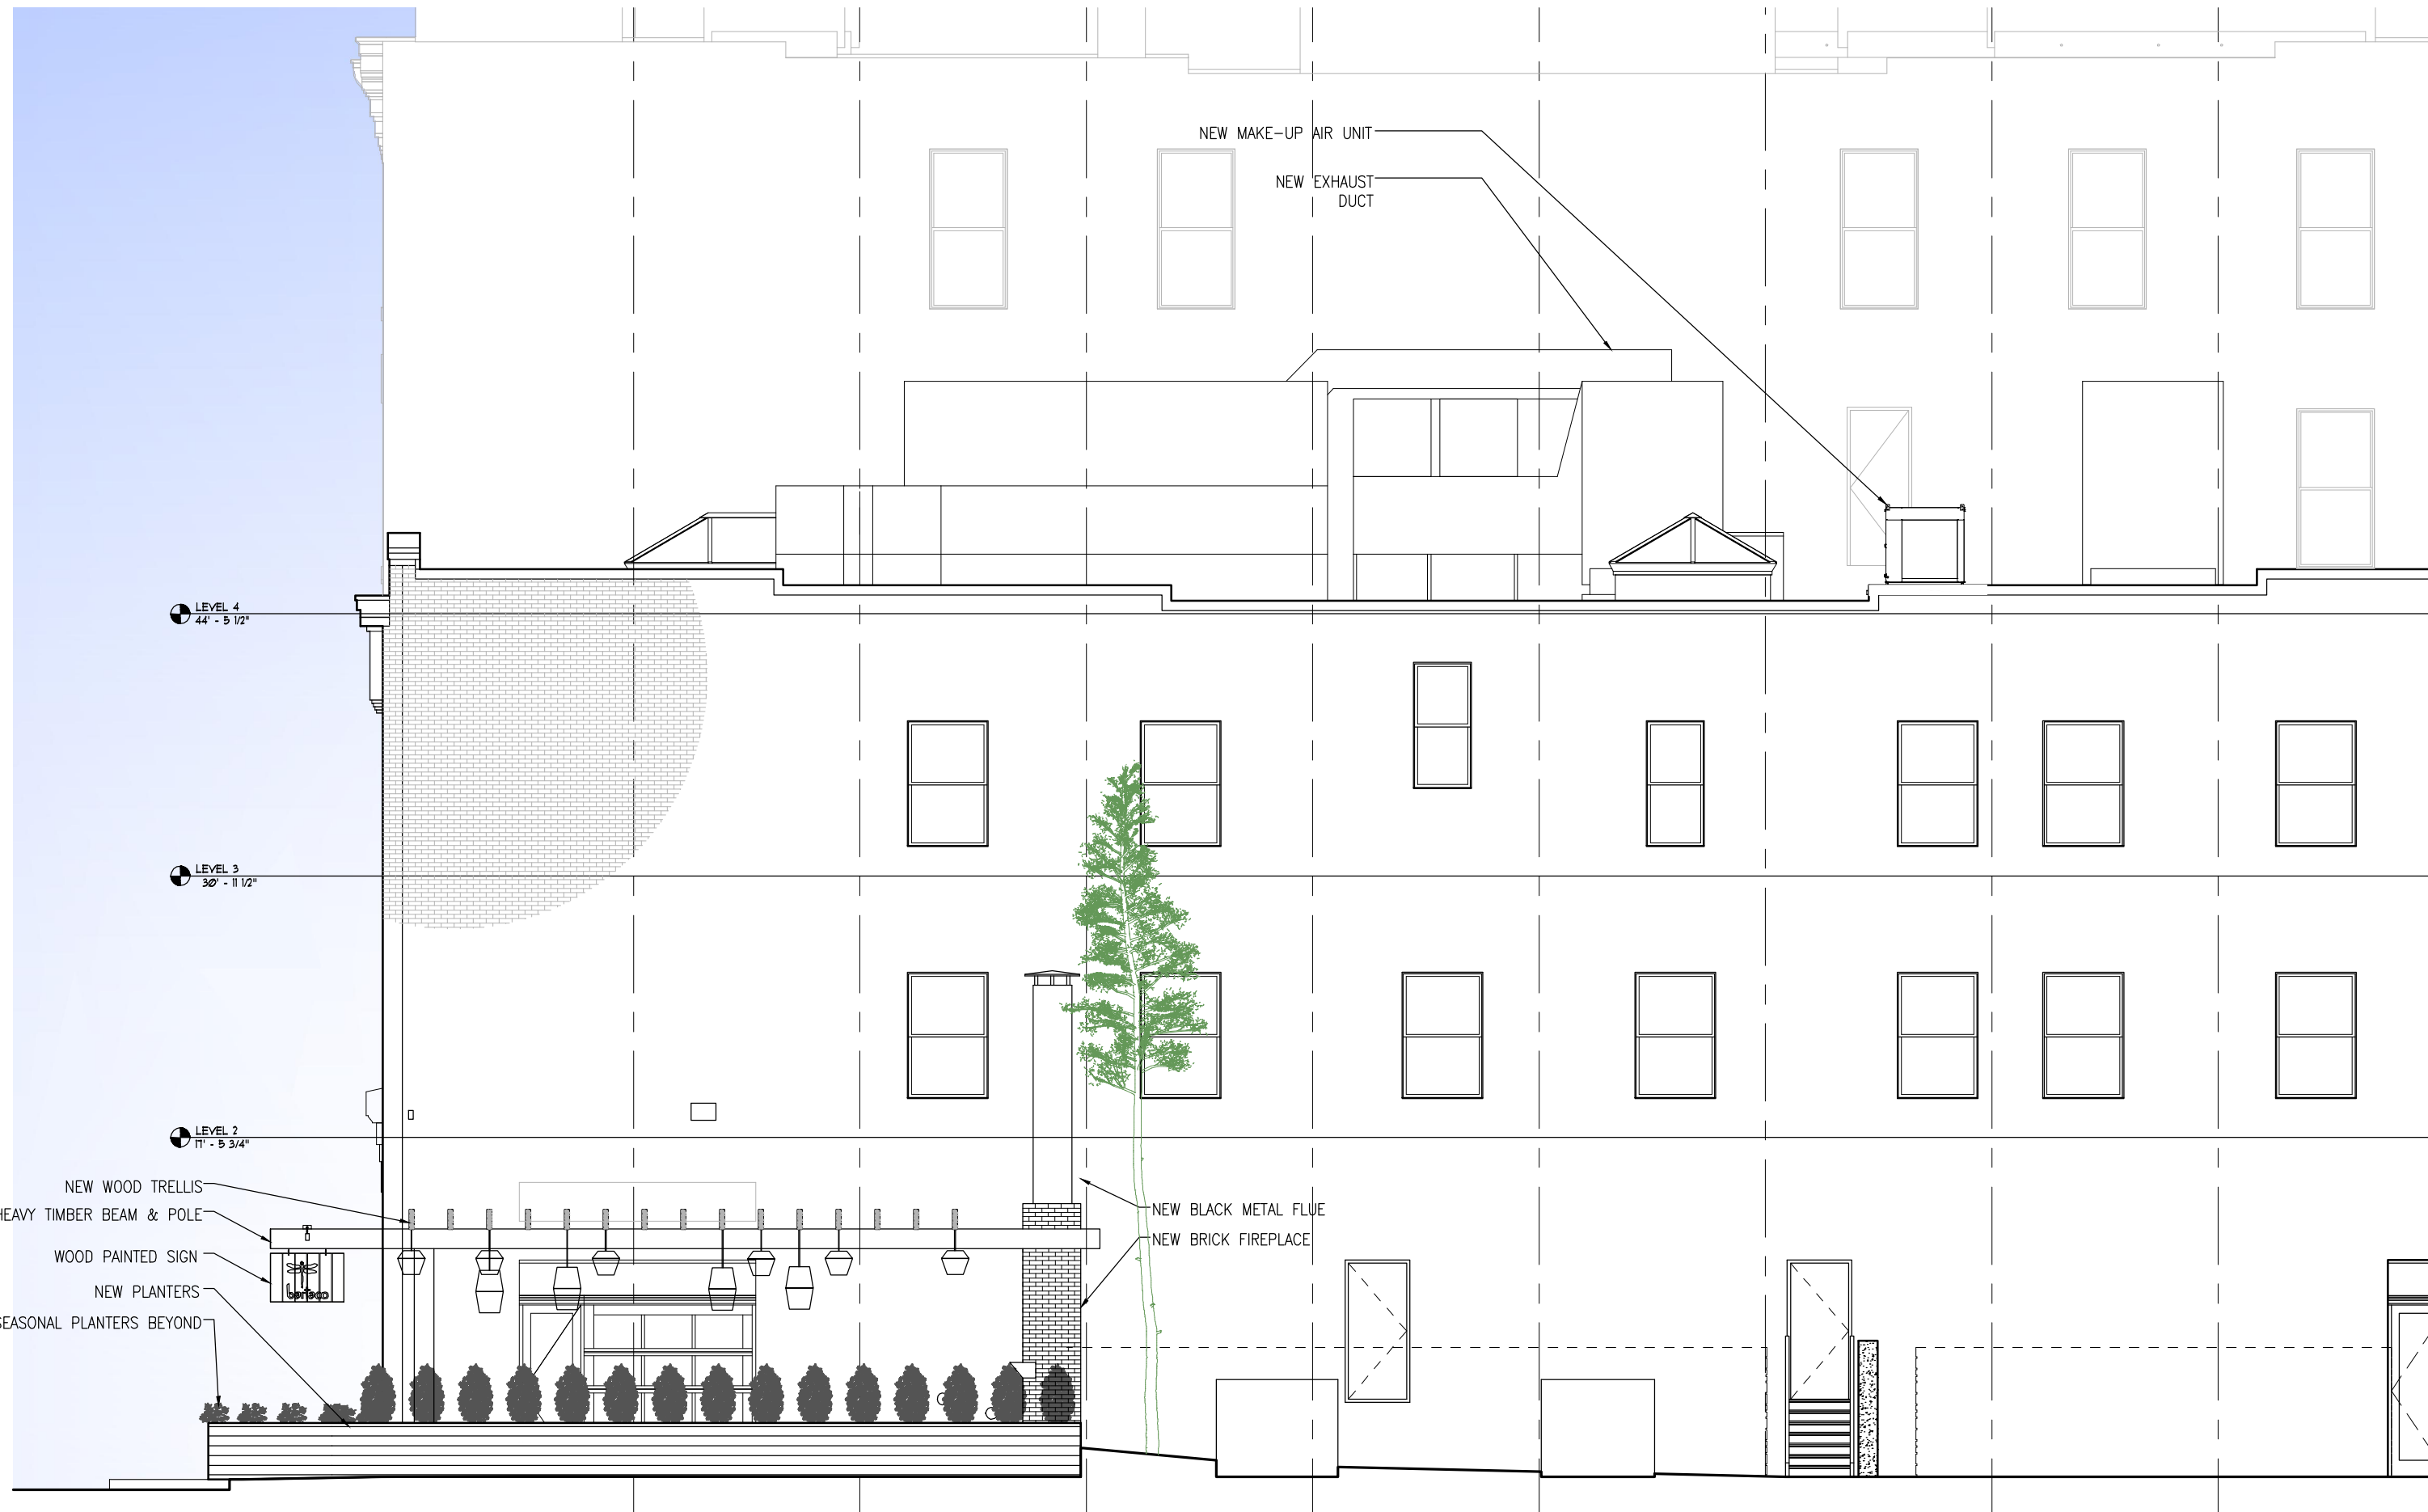 NEW MAKE-UP AIR UNIT
NEW EXHAUST
DUCT
LEVEL 4
44' - 5 1/2"
LEVEL 3
30' - 11 1/2"
LEVEL 2
17' - 5 3/4"
NEW WOOD TRELLIS
HEAVY TIMBER BEAM & POLE
WOOD PAINTED SIGN
barteco
NEW PLANTERS
SEASONAL PLANTERS BEYOND
NEW BLACK METAL FLUE
NEW BRICK FIREPLACE